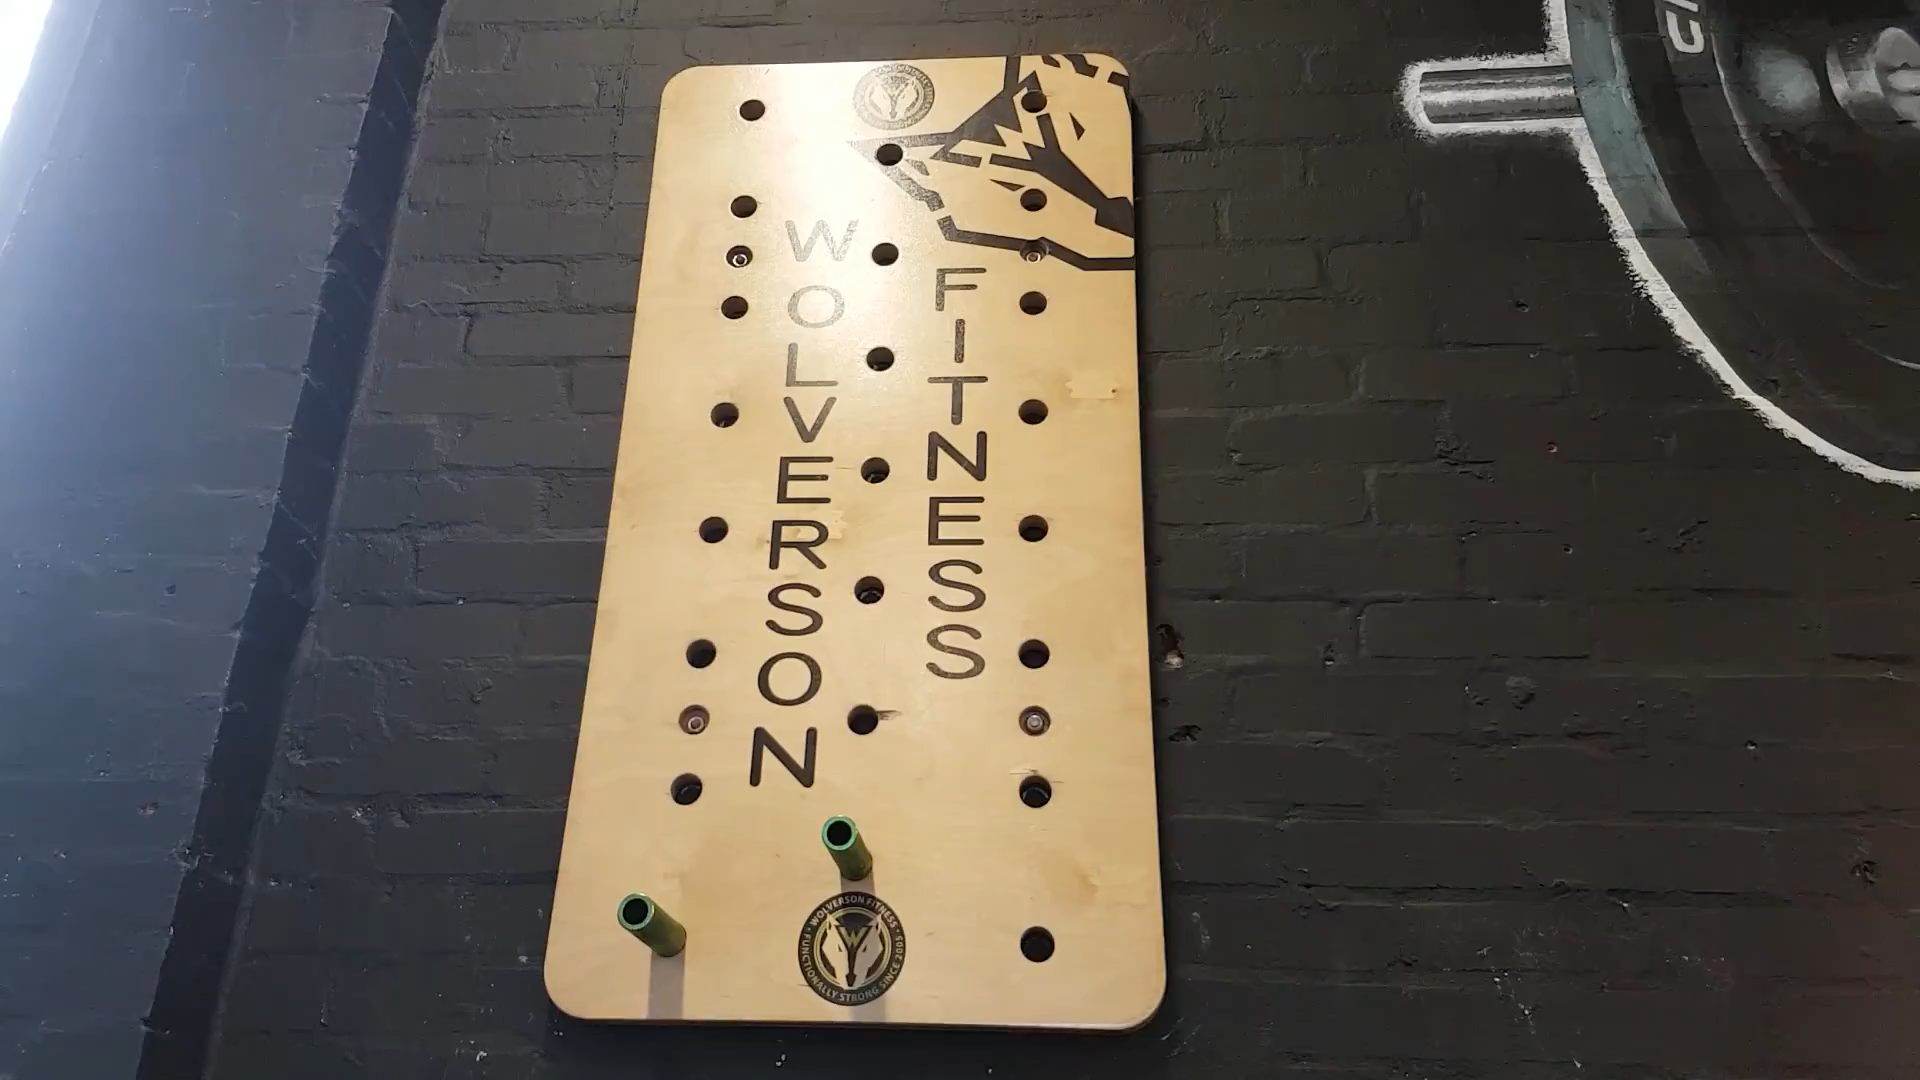 WOLVERSON
FITNESS
WOLVERSON FITNESS
FUNCTIONALLY STRONG SINCE 2005